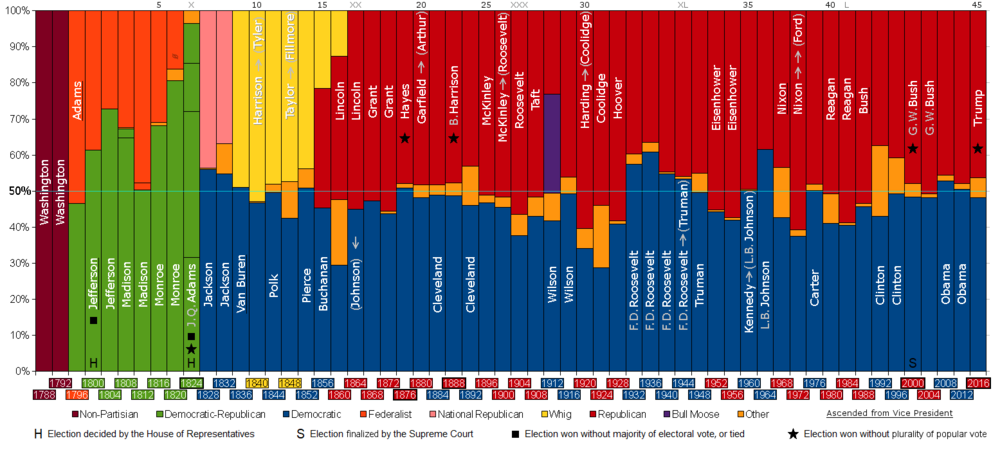 5 X 10 15 XX 20 25 XXX 30 XL 35 40 L 45
100%
90%
80%
70%
60%
50%
40%
30%
20%
10%
0%
Washington
Washington
Adams
Jefferson
Jefferson
Madison
Madison
Monroe
Monroe
J. Q. Adams
Jackson
Jackson
Van Buren
Harrison → (Tyler)
Polk
Taylor → (Fillmore)
Pierce
Buchanan
Lincoln
Lincoln
(Johnson) ←
Grant
Grant
Hayes
Garfield → (Arthur)
Cleveland
B. Harrison
Cleveland
McKinley
McKinley → (Roosevelt)
Roosevelt
Taft
Wilson
Wilson
Harding → (Coolidge)
Coolidge
Hoover
F. D. Roosevelt
F. D. Roosevelt
F. D. Roosevelt
F. D. Roosevelt → (Truman)
Truman
Eisenhower
Eisenhower
Kennedy → (L.B. Johnson)
L.B. Johnson
Nixon
Nixon → → (Ford)
Carter
Reagan
Reagan
Bush
Clinton
Clinton
G. W. Bush
G. W. Bush
Obama
Obama
Trump
H H S
1792 1800 1808 1816 1824 1832 1840 1848 1856 1864 1872 1880 1888 1896 1904 1912 1920 1928 1936 1944 1952 1960 1968 1976 1984 1992 2000 2008 2016
1788 1796 1804 1812 1820 1828 1836 1844 1852 1860 1868 1876 1884 1892 1900 1908 1916 1924 1932 1940 1948 1956 1964 1972 1980 1988 1996 2004 2012
Non-Partisian Democratic-Republican Democratic Federalist National Republican Whig Republican Bull Moose Other Ascended from Vice President
H Election decided by the House of Representatives S Election finalized by the Supreme Court ■ Election won without majority of electoral vote, or tied ★ Election won without plurality of popular vote